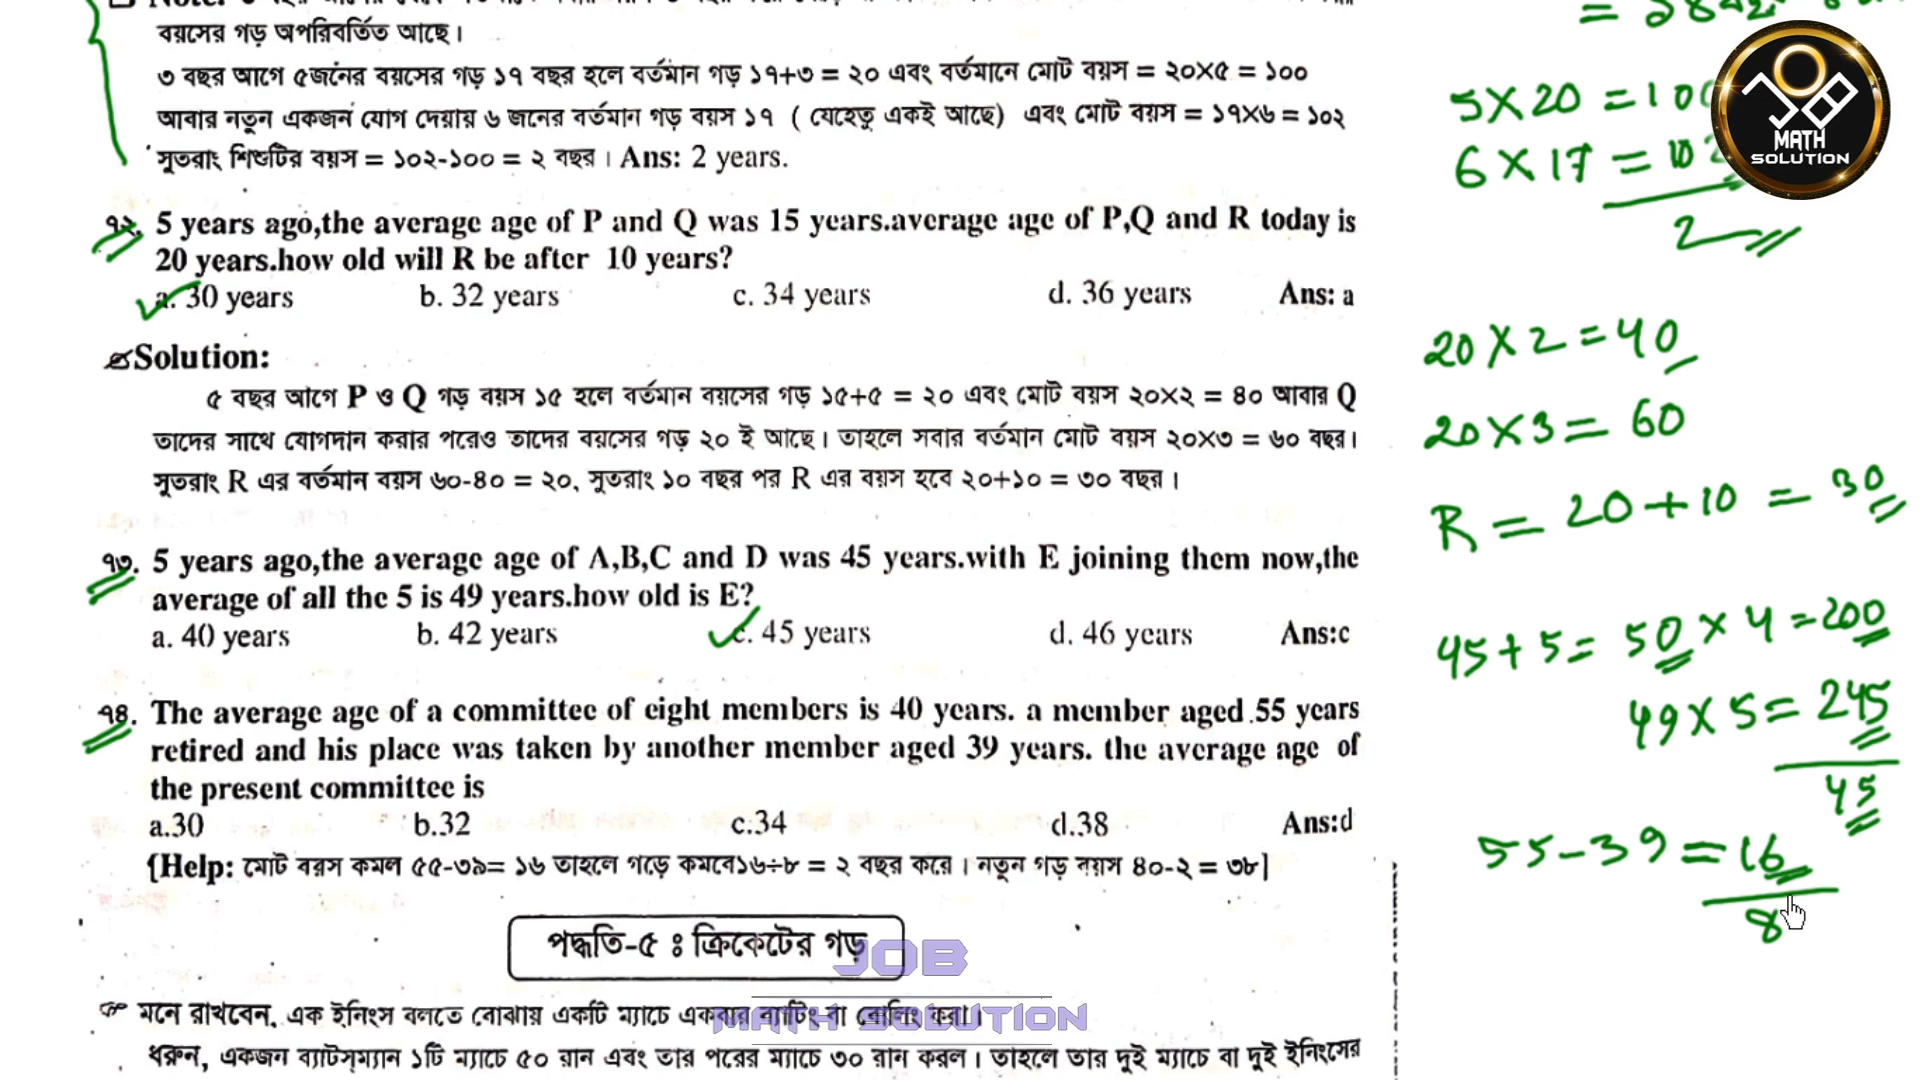 বয়সের গড় অপরিবর্তিত আছে।
৩ বছর আগে ৫জনের বয়সের গড় ১৭ বছর হলে বর্তমান গড় ১৭+৩ = ২০ এবং বর্তমানে মোট বয়স = ২০X৫ = ১০০
আবার নতুন একজন যোগ দেয়ায় ৬ জনের বর্তমান গড় বয়স ১৭ ( যেহেতু একই আছে) এবং মোট বয়স = ১৭X৬ = ১০২
সুতরাং শিশুটির বয়স = ১০২-১০০ = ২ বছর। Ans: 2 years.
৭২. 5 years ago,the average age of P and Q was 15 years.average age of P,Q and R today is
20 years.how old will R be after 10 years?
a. 30 years b. 32 years c. 34 years d. 36 years Ans: a
Solution:
৫ বছর আগে P ও Q গড় বয়স ১৫ হলে বর্তমান বয়সের গড় ১৫+৫ = ২০ এবং মোট বয়স ২০X২ = ৪০ আবার Q
তাদের সাথে যোগদান করার পরেও তাদের বয়সের গড় ২০ ই আছে। তাহলে সবার বর্তমান মোট বয়স ২০X৩ = ৬০ বছর।
সুতরাং R এর বর্তমান বয়স ৬০-৪০ = ২০, সুতরাং ১০ বছর পর R এর বয়স হবে ২০+১০ = ৩০ বছর।
৭৩. 5 years ago,the average age of A,B,C and D was 45 years.with E joining them now,the
average of all the 5 is 49 years.how old is E?
a. 40 years b. 42 years c. 45 years d. 46 years Ans:c
৭৪. The average age of a committee of eight members is 40 years. a member aged 55 years
retired and his place was taken by another member aged 39 years. the average age of
the present committee is
a.30 b.32 c.34 d.38 Ans:d
[Help: মোট বয়স কমল ৫৫-৩৯= ১৬ তাহলে গড়ে কমবে১৬÷৮ = ২ বছর করে। নতুন গড় বয়স ৪০-২ = ৩৮]
পদ্ধতি-৫ : ক্রিকেটের গড়
JOB
MATH SOLUTION
মনে রাখবেন, এক ইনিংস বলতে বোঝায় একটি ম্যাচে একবার ব্যাটিং বা বোলিং করা।
ধরুন, একজন ব্যাটস্ম্যান ১টি ম্যাচে ৫০ রান এবং তার পরের ম্যাচে ৩০ রান করল। তাহলে তার দুই ম্যাচে বা দুই ইনিংসের
5 X 20 = 100
6 X 17 = 102
2
JOB
MATH
SOLUTION
20 X 2 = 40
20 X 3 = 60
R = 20 + 10 = 30
45 + 5 = 50 X 4 = 200
49 X 5 = 245
45
55 - 39 = 16
8